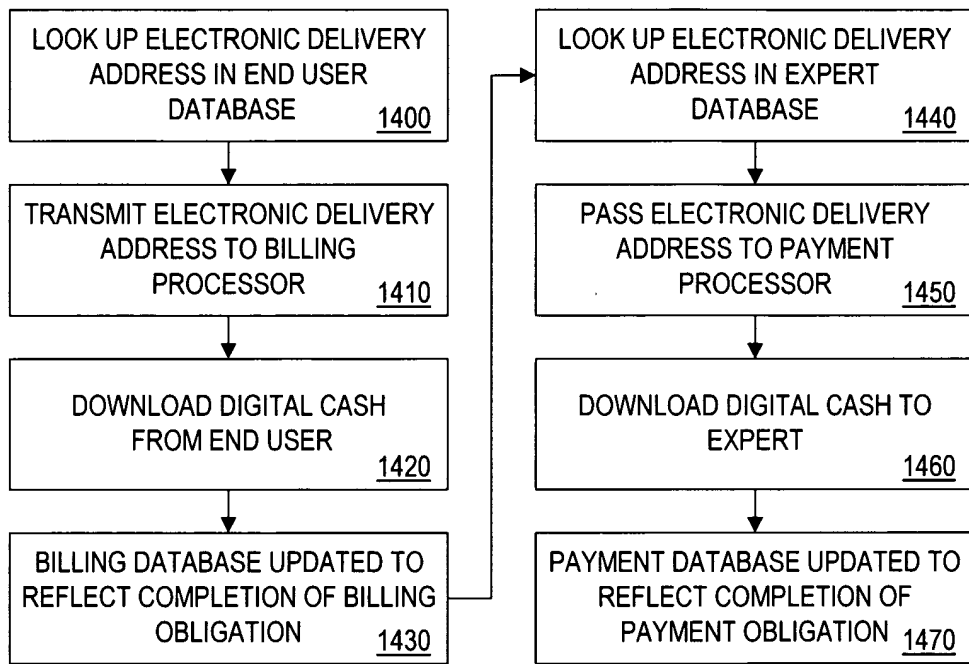 LOOK UP ELECTRONIC DELIVERY
ADDRESS IN END USER
DATABASE
1400
TRANSMIT ELECTRONIC DELIVERY
ADDRESS TO BILLING
PROCESSOR
1410
DOWNLOAD DIGITAL CASH
FROM END USER
1420
BILLING DATABASE UPDATED TO
REFLECT COMPLETION OF BILLING
OBLIGATION
1430
LOOK UP ELECTRONIC DELIVERY
ADDRESS IN EXPERT
DATABASE
1440
PASS ELECTRONIC DELIVERY
ADDRESS TO PAYMENT
PROCESSOR
1450
DOWNLOAD DIGITAL CASH TO
EXPERT
1460
PAYMENT DATABASE UPDATED TO
REFLECT COMPLETION OF
PAYMENT OBLIGATION
1470